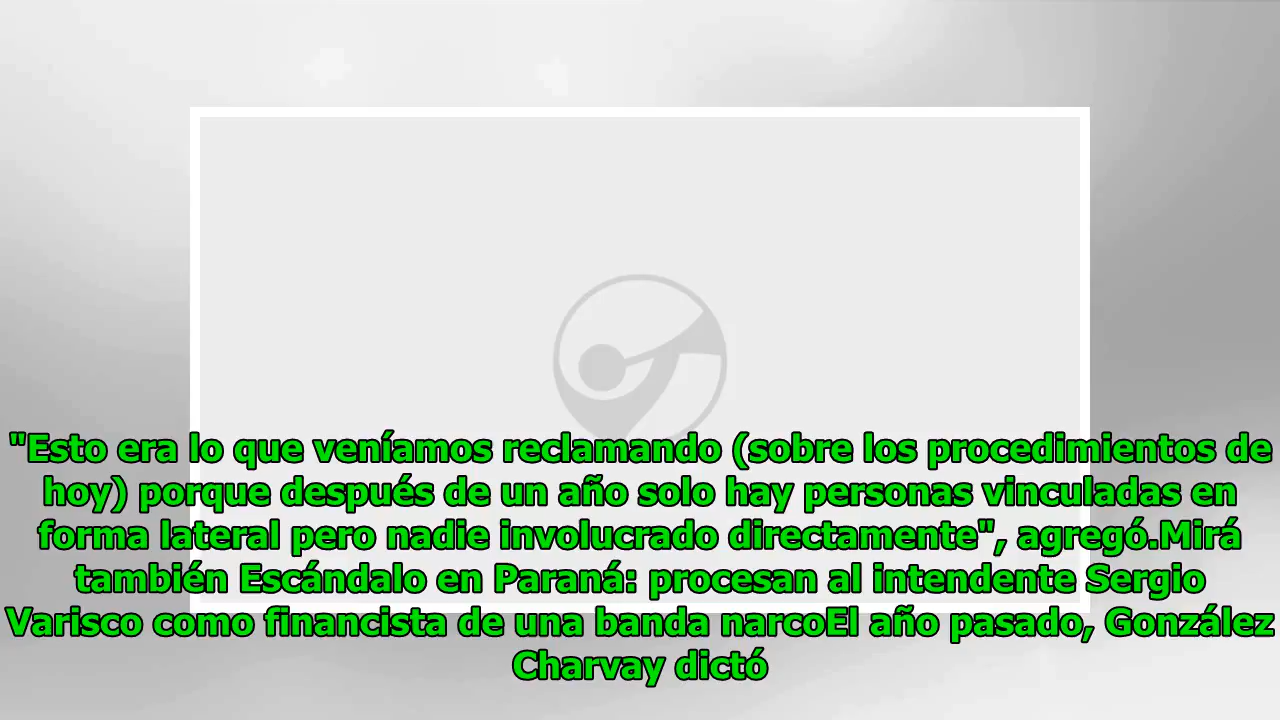 "Esto era lo que veníamos reclamando (sobre los procedimientos de
hoy) porque después de un año solo hay personas vinculadas en
forma lateral pero nadie involucrado directamente", agregó.Mirá
también Escándalo en Paraná: procesan al intendente Sergio
Varisco como financista de una banda narcoEl año pasado, González
Charvay dictó